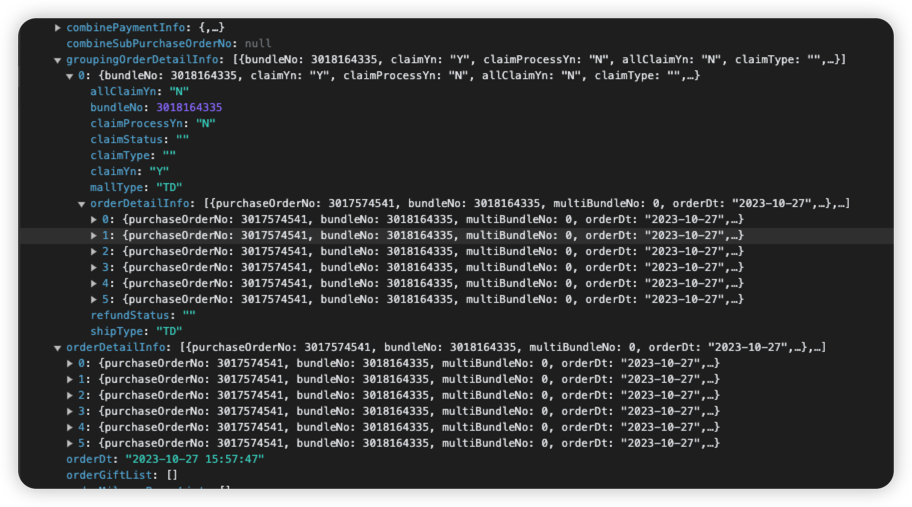 combinePaymentInfo: {,…}
combineSubPurchaseOrderNo: null
groupingOrderDetailInfo: [{bundleNo: 3018164335, claimYn: "Y", claimProcessYn: "N", allClaimYn: "N", claimType: "",…}]
0: {bundleNo: 3018164335, claimYn: "Y", claimProcessYn: "N", allClaimYn: "N", claimType: "",…}
allClaimYn: "N"
bundleNo: 3018164335
claimProcessYn: "N"
claimStatus: ""
claimType: ""
claimYn: "Y"
mallType: "TD"
orderDetailInfo: [{purchaseOrderNo: 3017574541, bundleNo: 3018164335, multiBundleNo: 0, orderDt: "2023-10-27",…},…]
0: {purchaseOrderNo: 3017574541, bundleNo: 3018164335, multiBundleNo: 0, orderDt: "2023-10-27",…}
1: {purchaseOrderNo: 3017574541, bundleNo: 3018164335, multiBundleNo: 0, orderDt: "2023-10-27",…}
2: {purchaseOrderNo: 3017574541, bundleNo: 3018164335, multiBundleNo: 0, orderDt: "2023-10-27",…}
3: {purchaseOrderNo: 3017574541, bundleNo: 3018164335, multiBundleNo: 0, orderDt: "2023-10-27",…}
4: {purchaseOrderNo: 3017574541, bundleNo: 3018164335, multiBundleNo: 0, orderDt: "2023-10-27",…}
5: {purchaseOrderNo: 3017574541, bundleNo: 3018164335, multiBundleNo: 0, orderDt: "2023-10-27",…}
refundStatus: ""
shipType: "TD"
orderDetailInfo: [{purchaseOrderNo: 3017574541, bundleNo: 3018164335, multiBundleNo: 0, orderDt: "2023-10-27",…},…]
0: {purchaseOrderNo: 3017574541, bundleNo: 3018164335, multiBundleNo: 0, orderDt: "2023-10-27",…}
1: {purchaseOrderNo: 3017574541, bundleNo: 3018164335, multiBundleNo: 0, orderDt: "2023-10-27",…}
2: {purchaseOrderNo: 3017574541, bundleNo: 3018164335, multiBundleNo: 0, orderDt: "2023-10-27",…}
3: {purchaseOrderNo: 3017574541, bundleNo: 3018164335, multiBundleNo: 0, orderDt: "2023-10-27",…}
4: {purchaseOrderNo: 3017574541, bundleNo: 3018164335, multiBundleNo: 0, orderDt: "2023-10-27",…}
5: {purchaseOrderNo: 3017574541, bundleNo: 3018164335, multiBundleNo: 0, orderDt: "2023-10-27",…}
orderDt: "2023-10-27 15:57:47"
orderGiftList: []